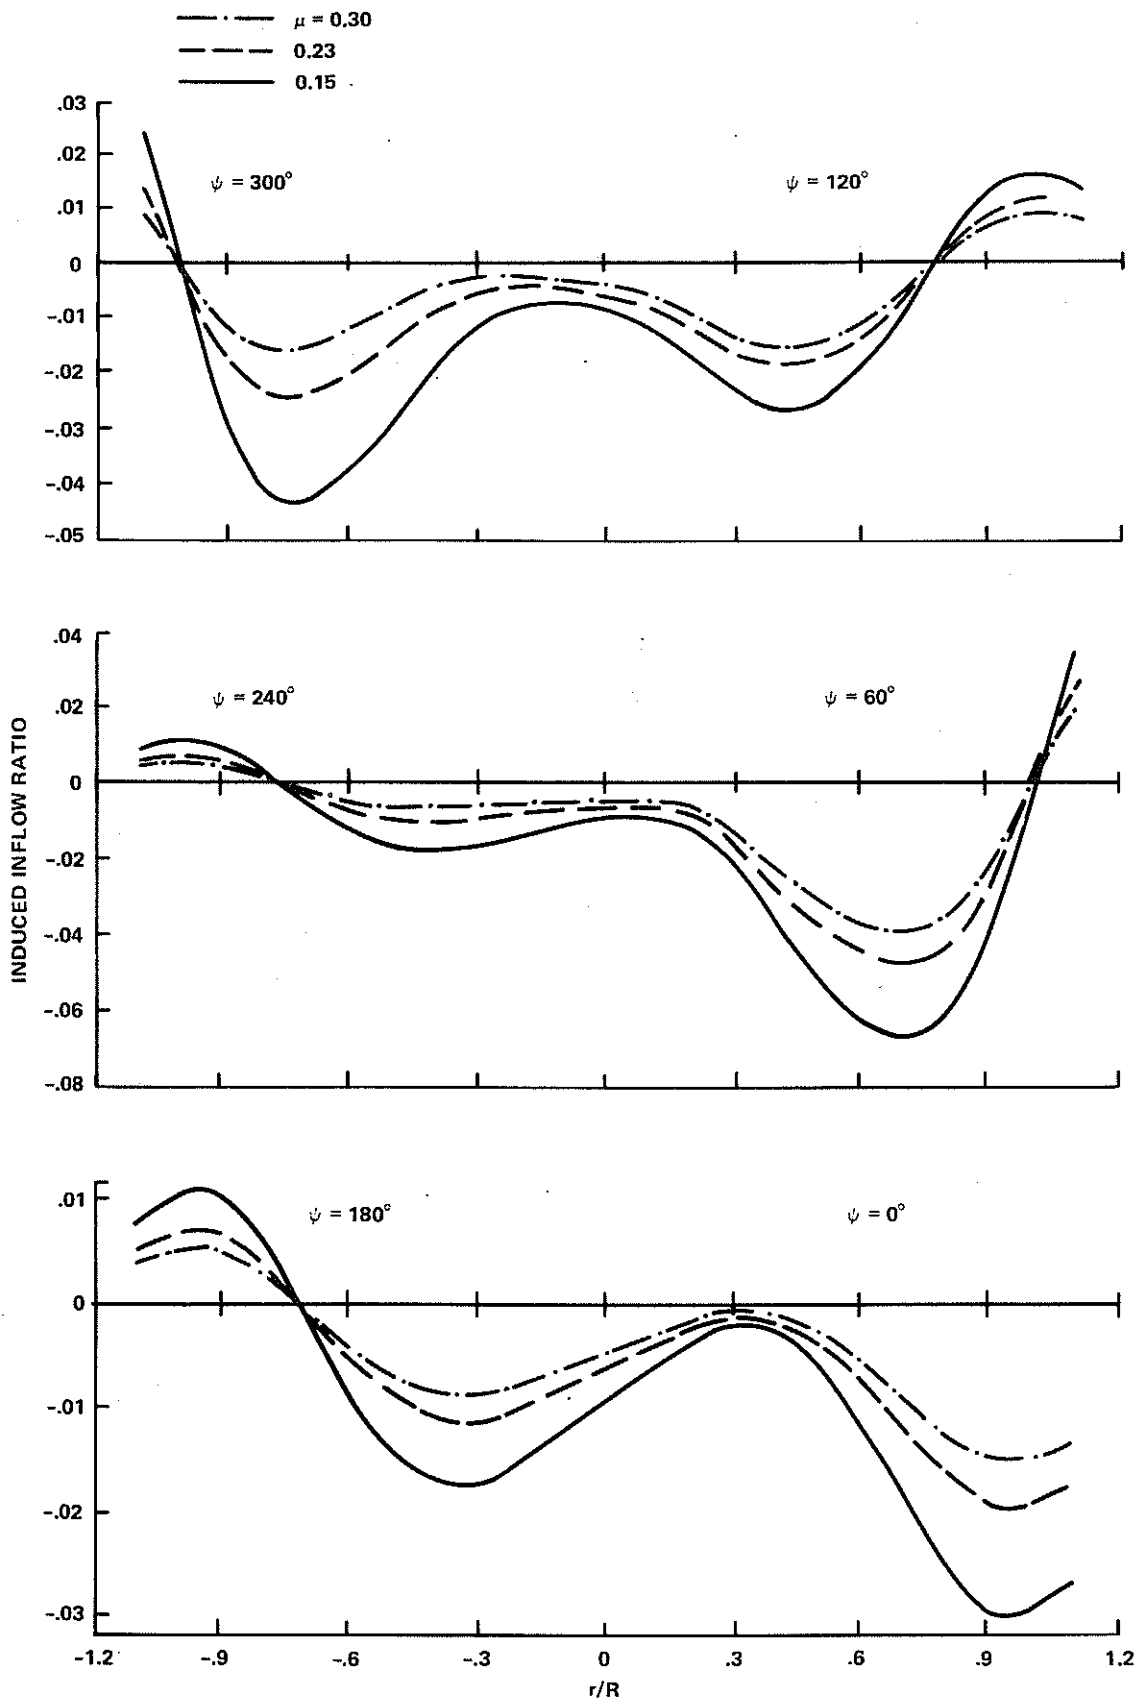 μ = 0.30
0.23
0.15
.03
.02
.01
0
-.01
-.02
-.03
-.04
-.05
ψ = 300°
ψ = 120°
.04
.02
0
-.02
-.04
-.06
-.08
ψ = 240°
ψ = 60°
INDUCED INFLOW RATIO
.01
0
-.01
-.02
-.03
ψ = 180°
ψ = 0°
-1.2 -.9 -.6 -.3 0 .3 .6 .9 1.2
r/R